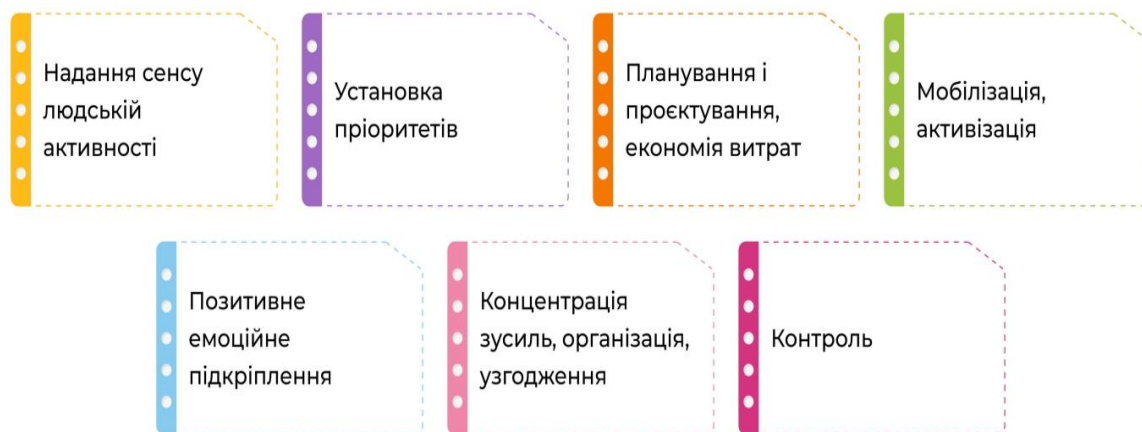 Надання сенсу
людській
активності
Установка
пріоритетів
Планування і
проєктування,
економія витрат
Мобілізація,
активізація
Позитивне
емоційне
підкріплення
Концентрація
зусиль, організація,
узгодження
Контроль